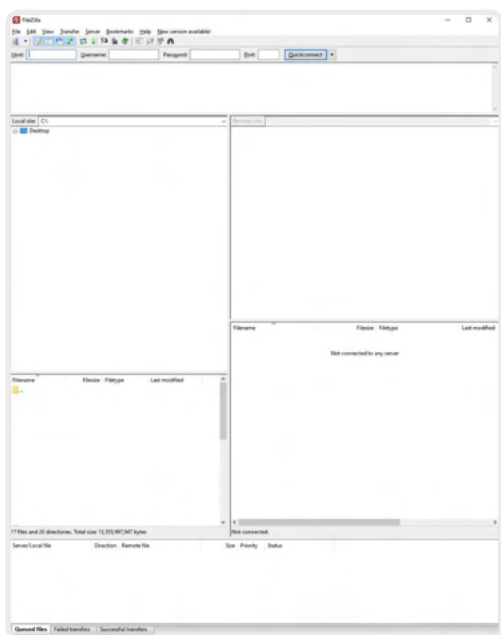 FileZilla
File Edit View Transfer Server Bookmarks Help New version available!
Host: Username: Password: Port: Quickconnect
Local site: C:\ Remote site:
Desktop
Filename Filesize Filetype Last modified
Not connected to any server
Filename Filesize Filetype Last modified
..
17 files and 20 directories. Total size: 13,355,997,947 bytes
Not connected.
Server/Local file Direction Remote file Size Priority Status
Queued files Failed transfers Successful transfers